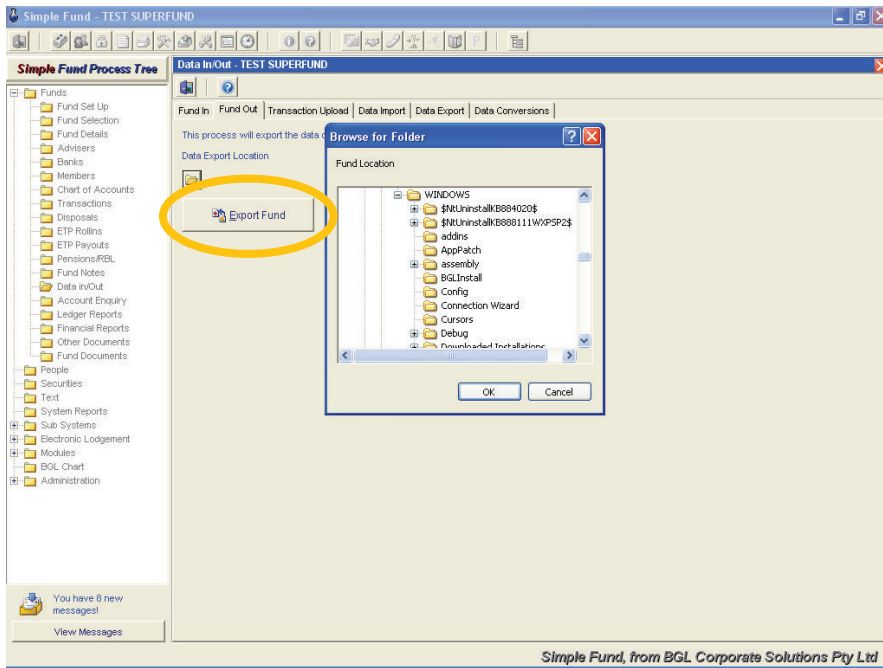 Simple Fund - TEST SUPERFUND
Simple Fund Process Tree
Funds
Fund Set Up
Fund Selection
Fund Details
Advisers
Banks
Members
Chart of Accounts
Transactions
Disposals
ETP Rollins
ETP Payouts
Pensions/RBL
Fund Notes
Data in/Out
Account Enquiry
Ledger Reports
Financial Reports
Other Documents
Fund Documents
People
Securities
Text
System Reports
Sub Systems
Electronic Lodgement
Modules
BGL Chart
Administration
You have 8 new
messages!
View Messages
Data In/Out - TEST SUPERFUND
Fund In Fund Out Transaction Upload Data Import Data Export Data Conversions
This process will export the data
Data Export Location
Export Fund
Browse for Folder
Fund Location
WINDOWS
$NtUninstallKB884020$
$NtUninstallKB888111WXPSP2$
addins
AppPatch
assembly
BGLInstall
Config
Connection Wizard
Cursors
Debug
Downloaded Installations
OK Cancel
Simple Fund, from BGL Corporate Solutions Pty Ltd